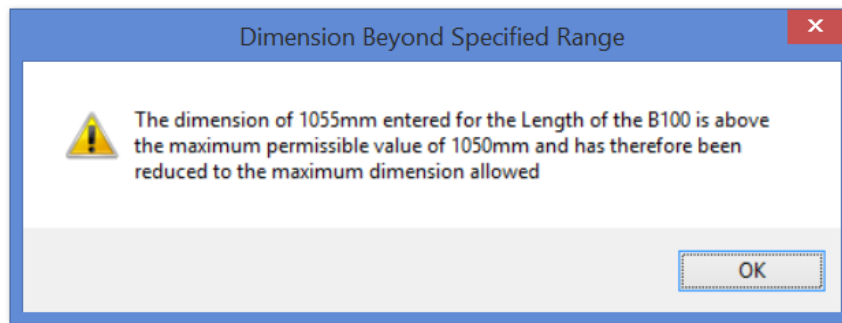 Dimension Beyond Specified Range
The dimension of 1055mm entered for the Length of the B100 is above
the maximum permissible value of 1050mm and has therefore been
reduced to the maximum dimension allowed
OK